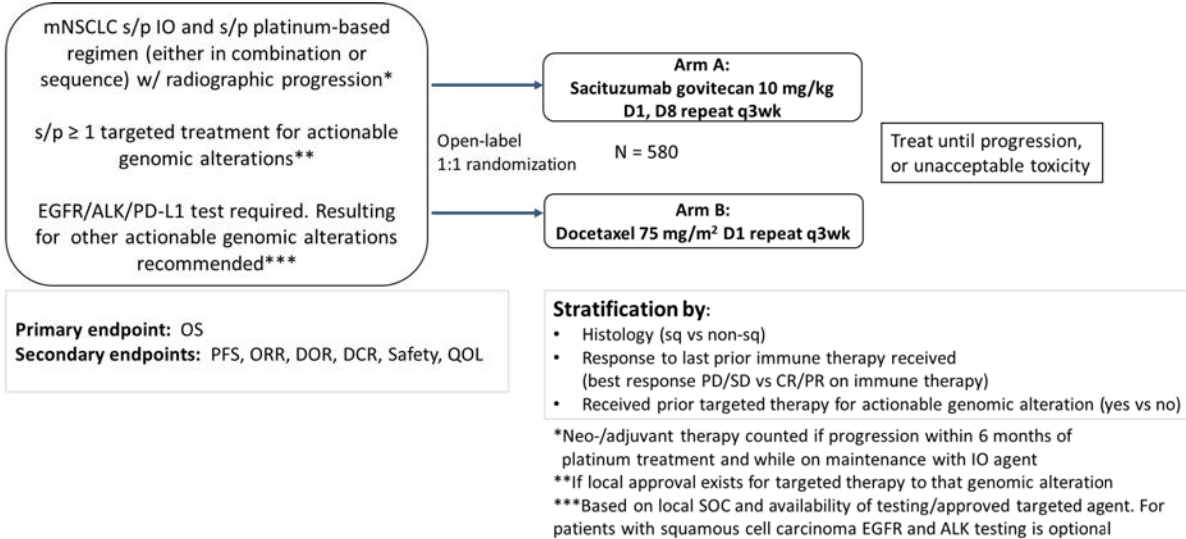 mNSCLC s/p IO and s/p platinum-based
regimen (either in combination or
sequence) w/ radiographic progression*
s/p ≥ 1 targeted treatment for actionable
genomic alterations**
EGFR/ALK/PD-L1 test required. Resulting
for other actionable genomic alterations
recommended***
Open-label
1:1 randomization
Arm A:
Sacituzumab govitecan 10 mg/kg
D1, D8 repeat q3wk
N = 580
Arm B:
Docetaxel 75 mg/m² D1 repeat q3wk
Treat until progression,
or unacceptable toxicity
Primary endpoint: OS
Secondary endpoints: PFS, ORR, DOR, DCR, Safety, QOL
Stratification by:
• Histology (sq vs non-sq)
• Response to last prior immune therapy received
(best response PD/SD vs CR/PR on immune therapy)
• Received prior targeted therapy for actionable genomic alteration (yes vs no)
*Neo-/adjuvant therapy counted if progression within 6 months of
platinum treatment and while on maintenance with IO agent
**If local approval exists for targeted therapy to that genomic alteration
***Based on local SOC and availability of testing/approved targeted agent. For
patients with squamous cell carcinoma EGFR and ALK testing is optional